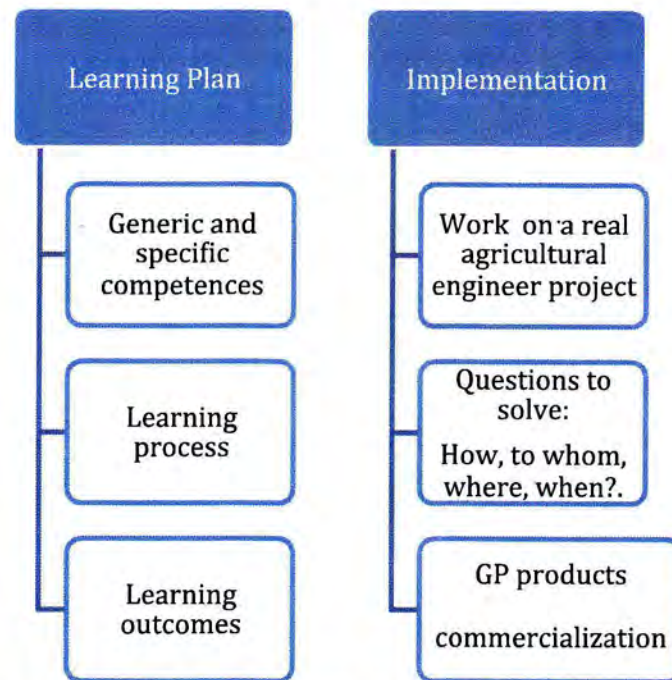 Learning Plan
Generic and
specific
competences
Learning
process
Learning
outcomes
Implementation
Work on a real
agricultural
engineer project
Questions to
solve:
How, to whom,
where, when?.
GP products
commercialization